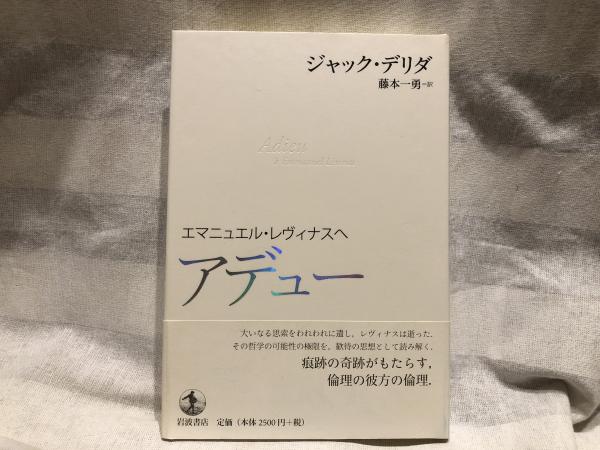 ジャック・デリダ
藤本一勇=訳
Adieu
à Emmanuel Lévinas
エマニュエル・レヴィナスへ
アデュー
大いなる思索をわれわれに遺し,レヴィナスは逝った.
その哲学の可能性の極限を,歓待の思想として読み解く.
痕跡の奇跡がもたらす,
倫理の彼方の倫理.
岩波書店 定価(本体2500円+税)